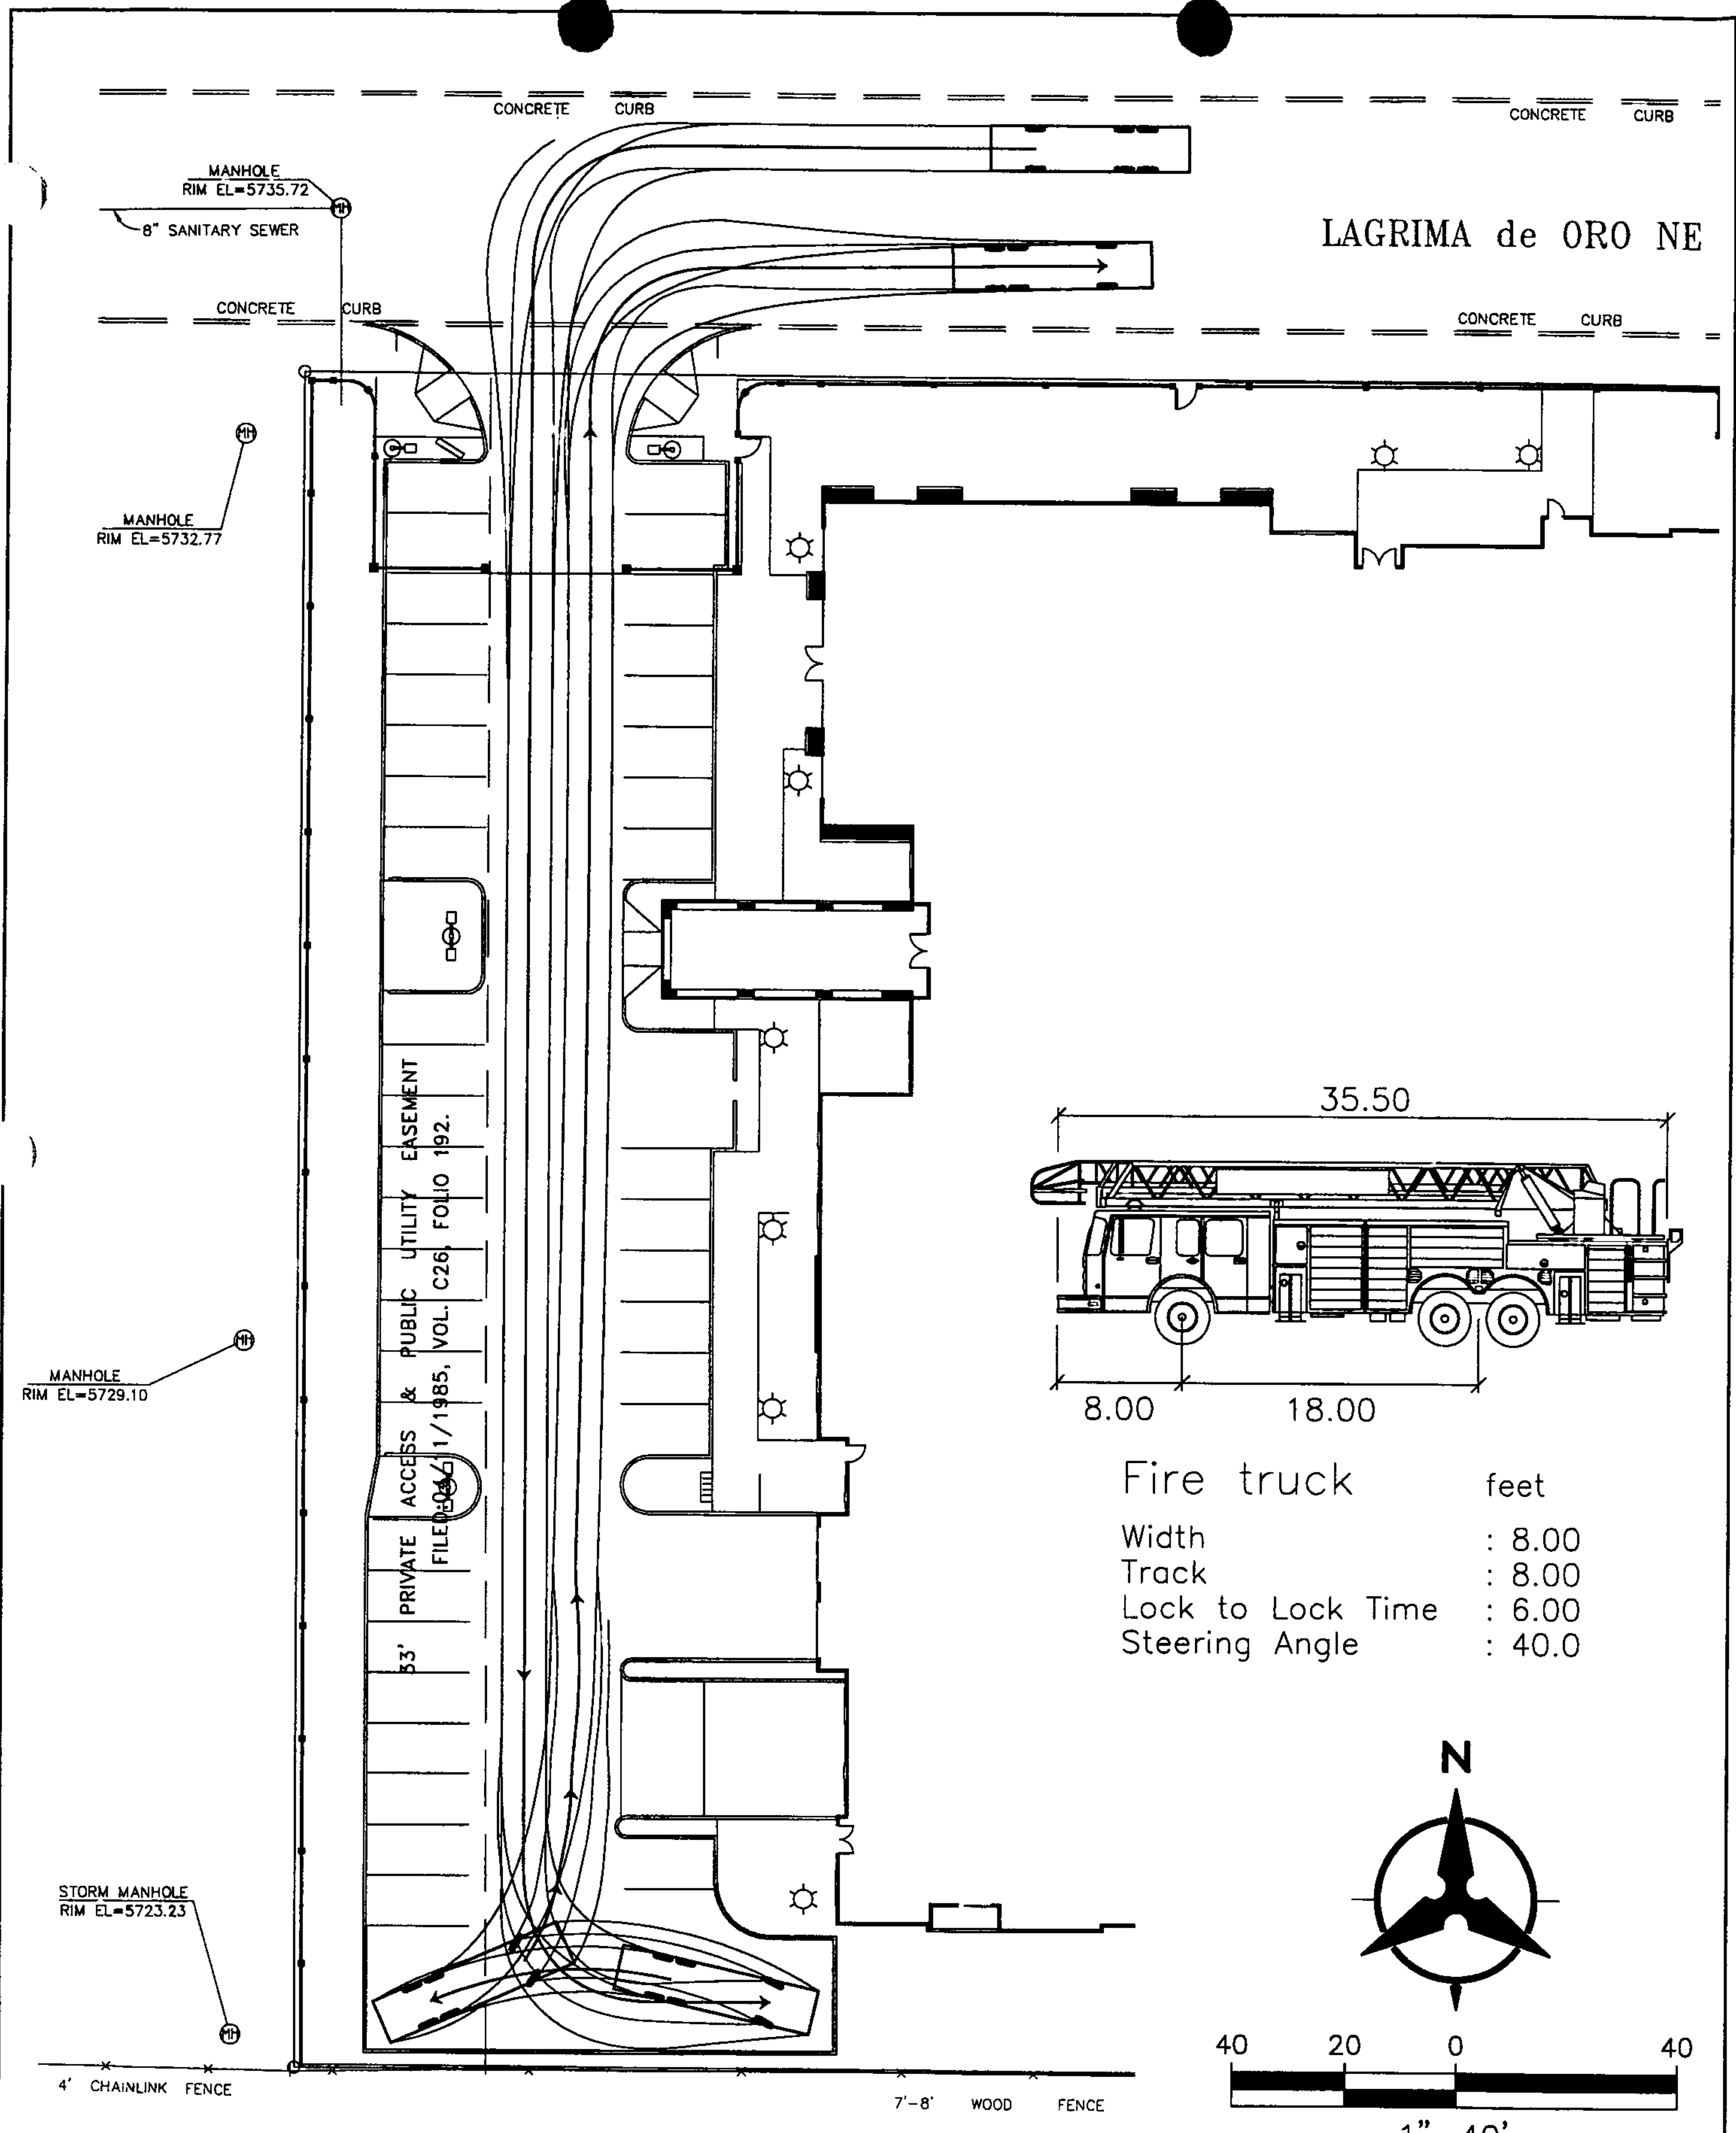 CONCRETE CURB
CONCRETE CURB
MANHOLE
RIM EL=5735.72
MH
8" SANITARY SEWER
LAGRIMA de ORO NE
CONCRETE CURB
CONCRETE CURB
MH
MANHOLE
RIM EL=5732.77
33' PRIVATE ACCESS & PUBLIC UTILITY EASEMENT
VOL. C26, FOLIO 192.
35.50
8.00
18.00
MH
MANHOLE
RIM EL=5729.10
Fire truck feet
Width : 8.00
Track : 8.00
Lock to Lock Time : 6.00
Steering Angle : 40.0
N
STORM MANHOLE
RIM EL=5723.23
MH
40 20 0 40
4' CHAINLINK FENCE
7'-8' WOOD FENCE